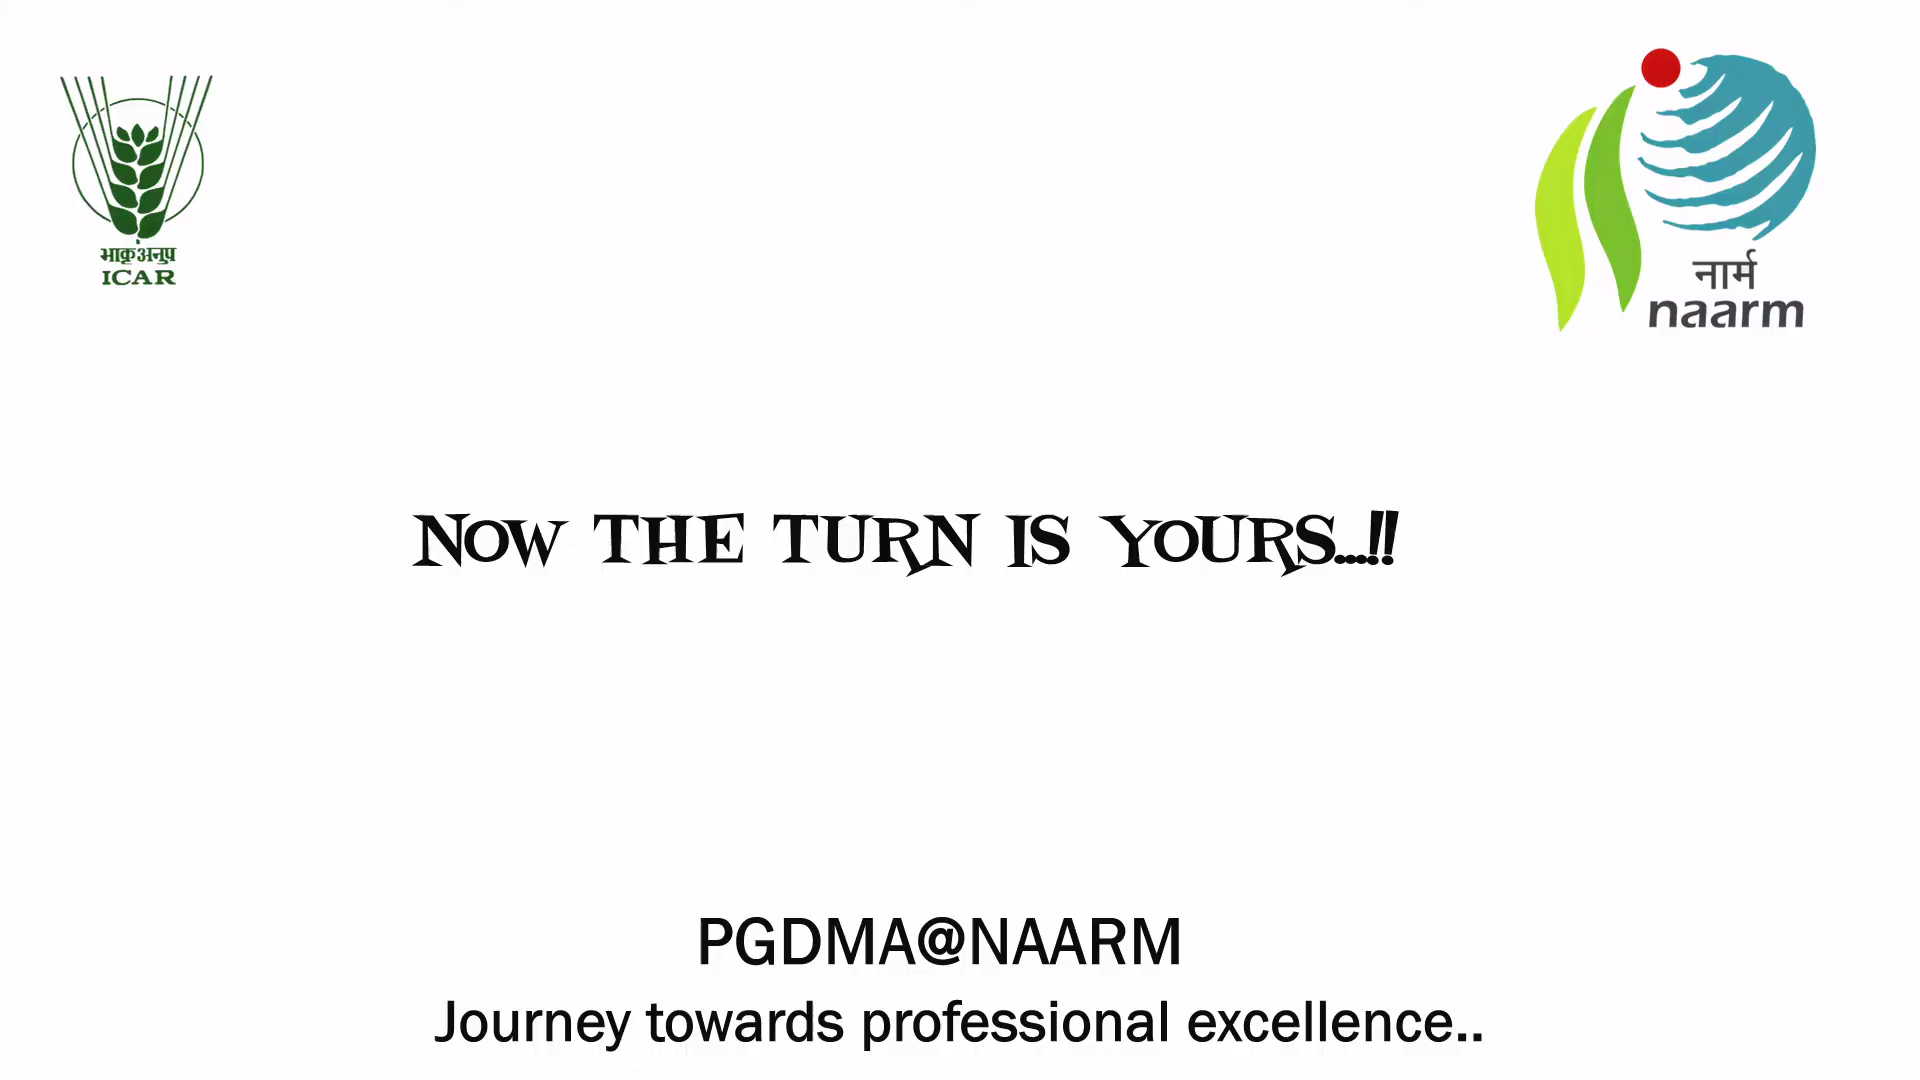 भाकृअनुप
ICAR
नार्म
naarm
NOW THE TURN IS YOURS...!!
PGDMA@NAARM
Journey towards professional excellence..